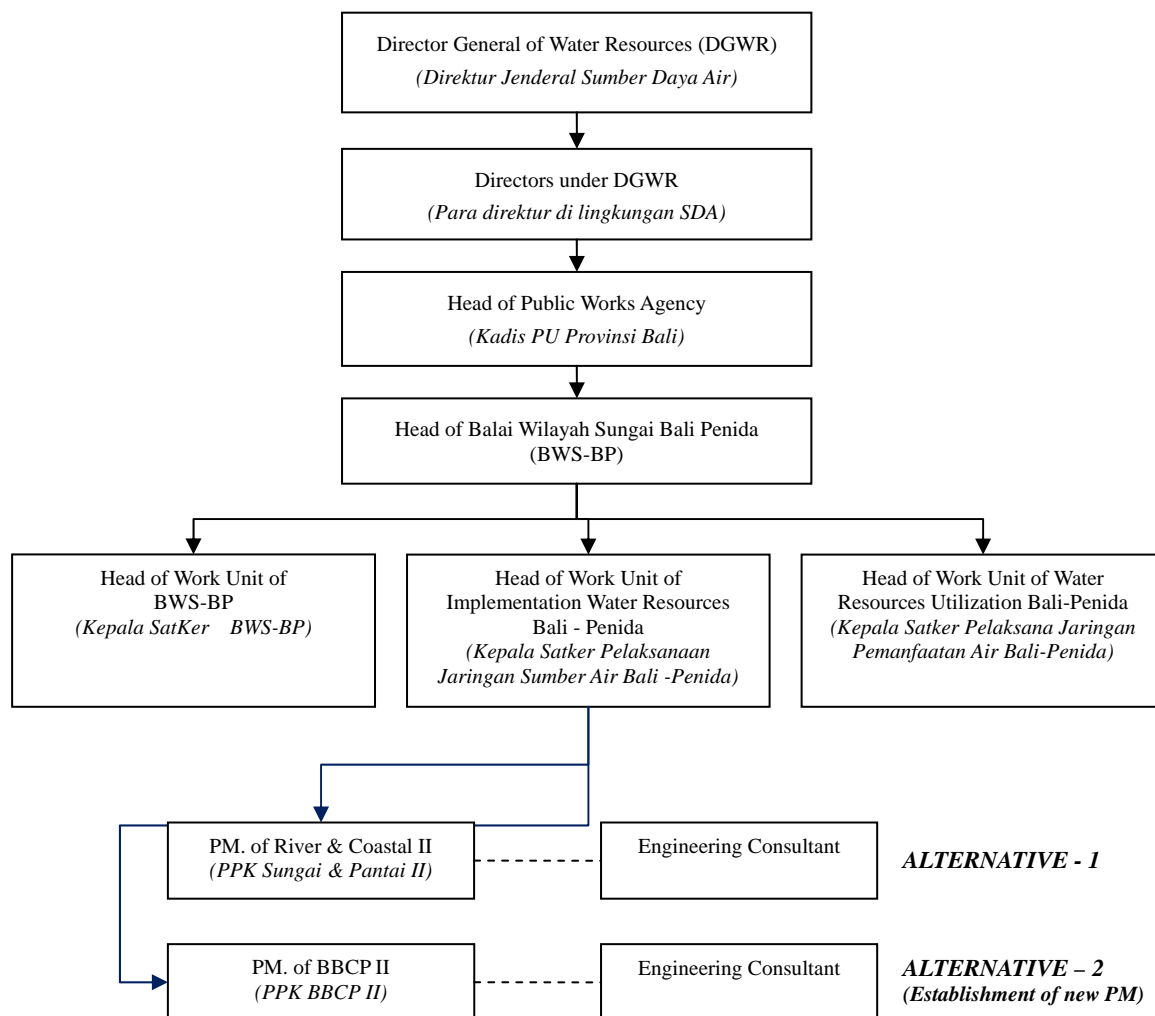 Director General of Water Resources (DGWR)
(Direktur Jenderal Sumber Daya Air)
Directors under DGWR
(Para direktur di lingkungan SDA)
Head of Public Works Agency
(Kadis PU Provinsi Bali)
Head of Balai Wilayah Sungai Bali Penida
(BWS-BP)
Head of Work Unit of
BWS-BP
(Kepala SatKer BWS-BP)
Head of Work Unit of
Implementation Water Resources
Bali - Penida
(Kepala Satker Pelaksanaan
Jaringan Sumber Air Bali -Penida)
Head of Work Unit of Water
Resources Utilization Bali-Penida
(Kepala Satker Pelaksana Jaringan
Pemanfaatan Air Bali-Penida)
PM. of River & Coastal II
(PPK Sungai & Pantai II)
Engineering Consultant
ALTERNATIVE - 1
PM. of BBCP II
(PPK BBCP II)
Engineering Consultant
ALTERNATIVE – 2
(Establishment of new PM)